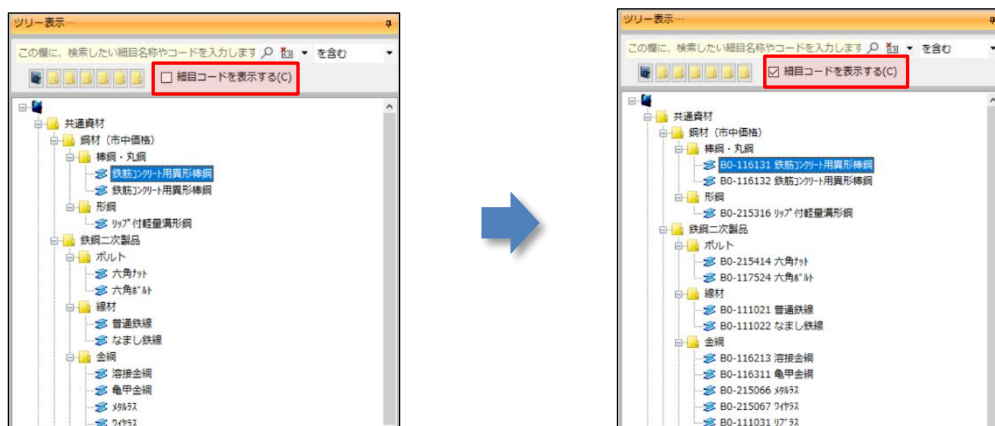 ツリー表示…
この欄に、検索したい細目名称やコードを入力します
を含む
細目コードを表示する(C)
共通資材
鋼材（市中価格）
棒鋼・丸鋼
鉄筋ｺﾝｸﾘｰﾄ用異形棒鋼
鉄筋ｺﾝｸﾘｰﾄ用異形棒鋼
形鋼
ﾘｯﾌﾟ付軽量溝形鋼
鉄鋼二次製品
ボルト
六角ﾅｯﾄ
六角ﾎﾞﾙﾄ
線材
普通鉄線
なまし鉄線
金網
溶接金網
亀甲金網
ﾒﾀﾙﾗｽ
ﾜｲﾔﾗｽ
ツリー表示…
この欄に、検索したい細目名称やコードを入力します
を含む
細目コードを表示する(C)
共通資材
鋼材（市中価格）
棒鋼・丸鋼
B0-116131 鉄筋ｺﾝｸﾘｰﾄ用異形棒鋼
B0-116132 鉄筋ｺﾝｸﾘｰﾄ用異形棒鋼
形鋼
B0-215316 ﾘｯﾌﾟ付軽量溝形鋼
鉄鋼二次製品
ボルト
B0-215414 六角ﾅｯﾄ
B0-117524 六角ﾎﾞﾙﾄ
線材
B0-111021 普通鉄線
B0-111022 なまし鉄線
金網
B0-116213 溶接金網
B0-116311 亀甲金網
B0-215066 ﾒﾀﾙﾗｽ
B0-215067 ﾜｲﾔﾗｽ
B0-111031 ﾘﾌﾞﾗｽ